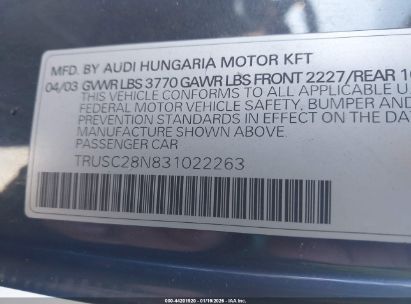 MFD. BY AUDI HUNGARIA MOTOR KFT
04/03 GVWR LBS 3770 GAWR LBS FRONT 2227/REAR
THIS VEHICLE CONFORMS TO ALL APPLICABLE U
FEDERAL MOTOR VEHICLE SAFETY, BUMPER AND
PREVENTION STANDARDS IN EFFECT ON THE DAT
MANUFACTURE SHOWN ABOVE.
PASSENGER CAR
TRUSC28N831022263